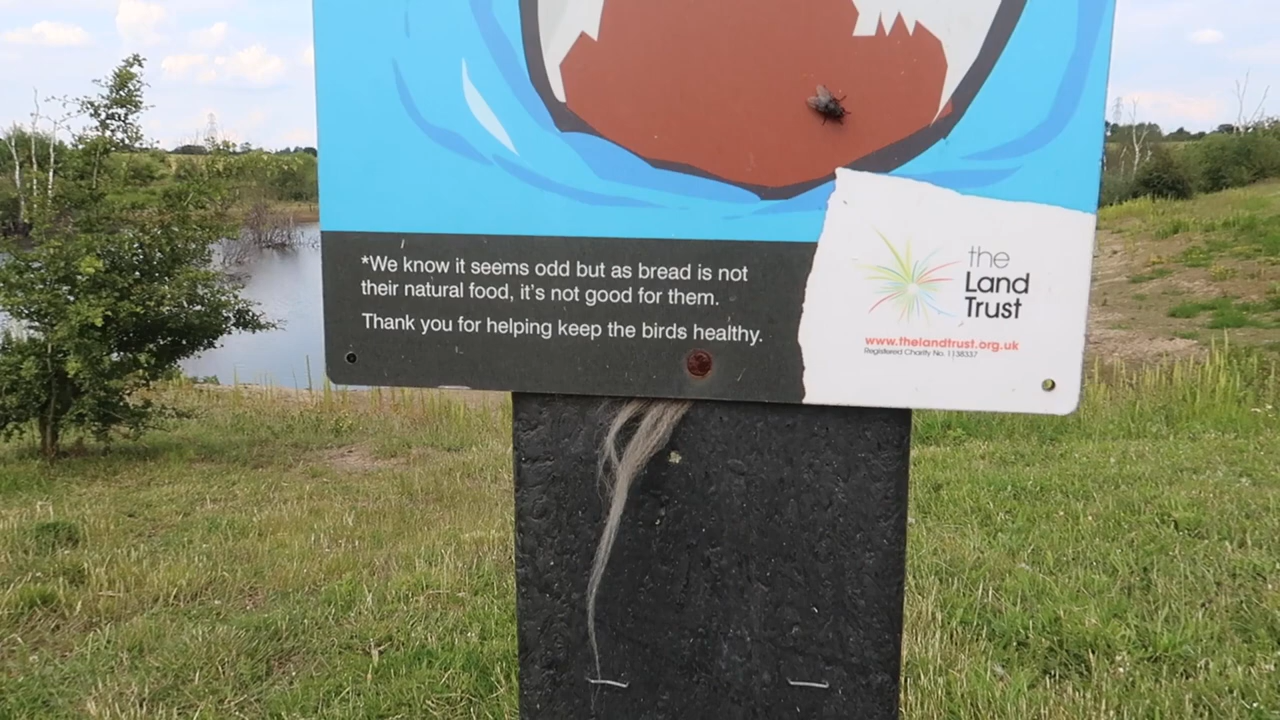 *We know it seems odd but as bread is not
their natural food, it's not good for them.
Thank you for helping keep the birds healthy.
the
Land
Trust
www.thelandtrust.org.uk
Registered Charity No. 1138337